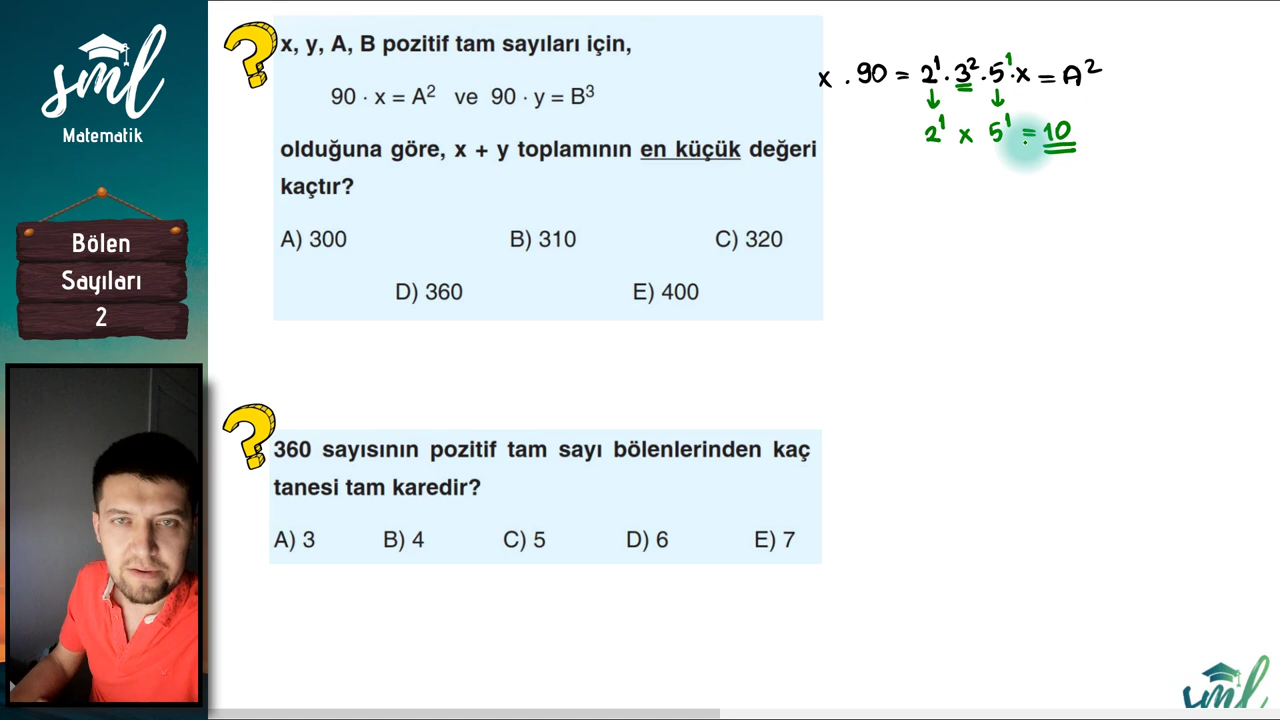 sml
Matematik
Bölen
Sayıları
2
x, y, A, B pozitif tam sayıları için,
90 · x = A² ve 90 · y = B³
olduğuna göre, x + y toplamının en küçük değeri
kaçtır?
A) 300 B) 310 C) 320
D) 360 E) 400
x . 90 = 2¹ . 3² . 5¹ . x = A²
2¹ x 5¹ = 10
360 sayısının pozitif tam sayı bölenlerinden kaç
tanesi tam karedir?
A) 3 B) 4 C) 5 D) 6 E) 7
sml